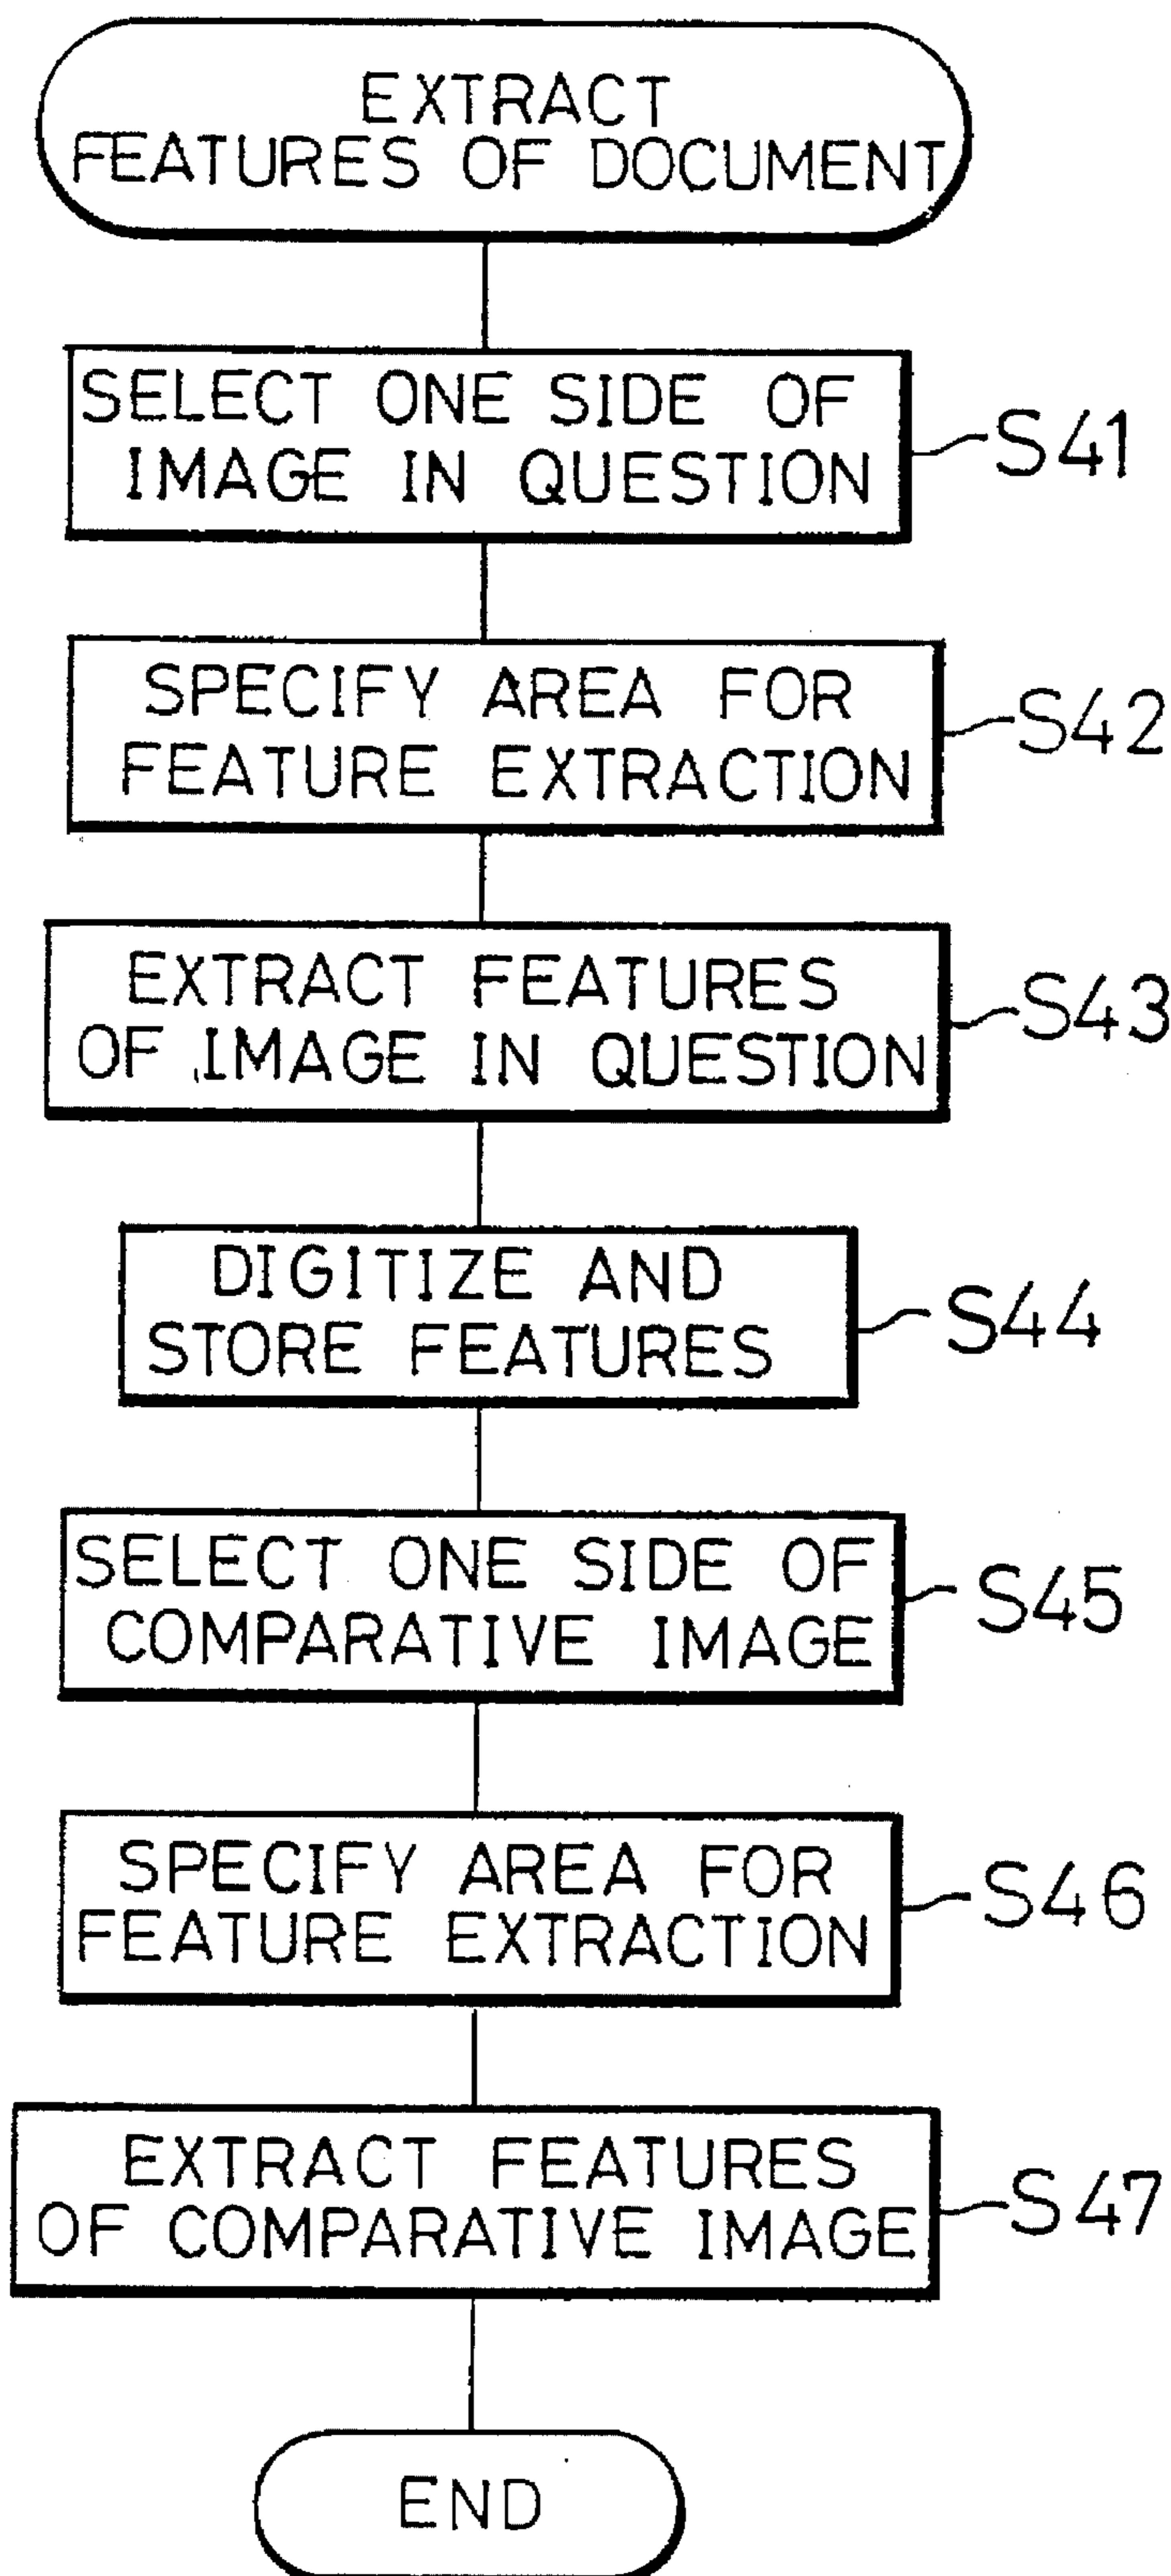 EXTRACT
FEATURES OF DOCUMENT
SELECT ONE SIDE OF
IMAGE IN QUESTION
S41
SPECIFY AREA FOR
FEATURE EXTRACTION
S42
EXTRACT FEATURES
OF IMAGE IN QUESTION
S43
DIGITIZE AND
STORE FEATURES
S44
SELECT ONE SIDE OF
COMPARATIVE IMAGE
S45
SPECIFY AREA FOR
FEATURE EXTRACTION
S46
EXTRACT FEATURES
OF COMPARATIVE IMAGE
S47
END